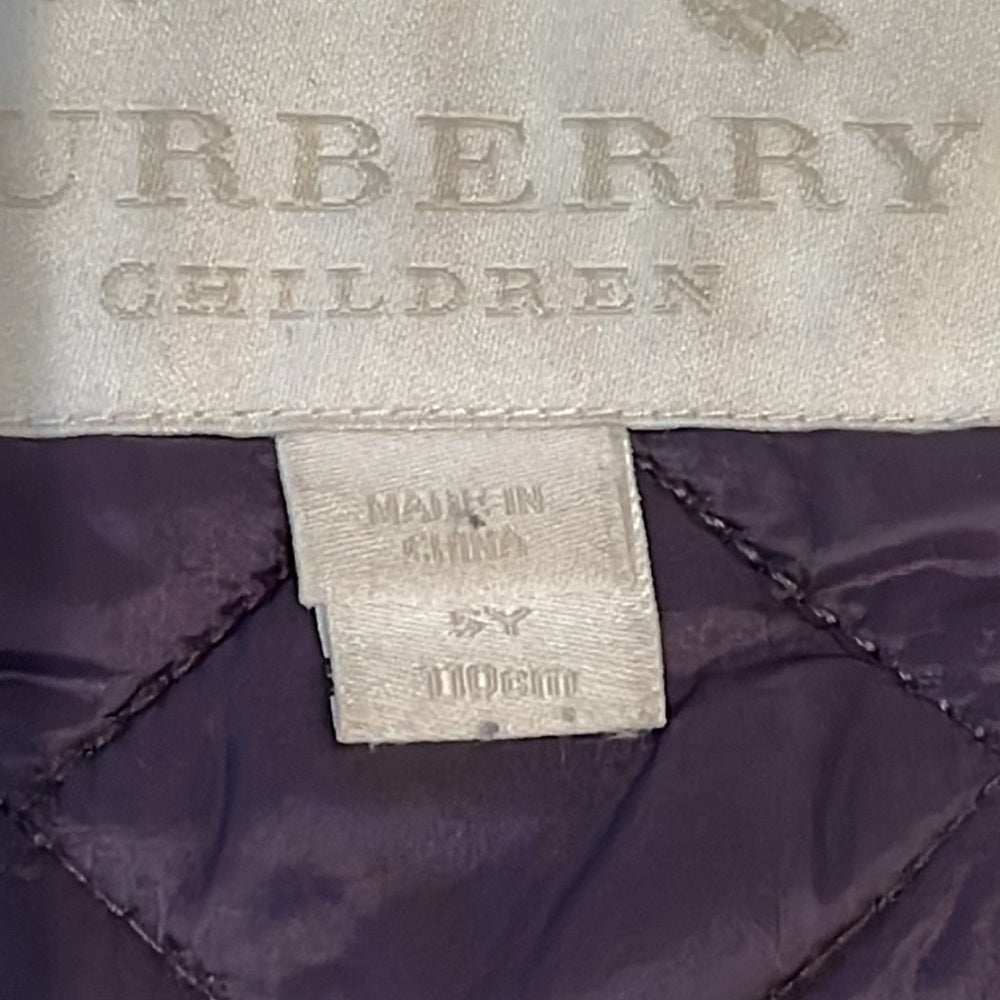 URBERRY
CHILDREN
MADE IN
CHINA
5Y
110cm